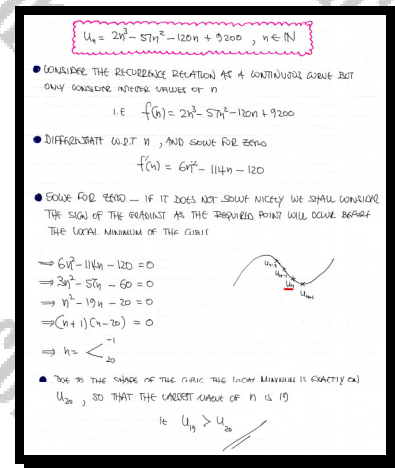 Uₙ = 2n³ - 57n² - 120n + 9200 , n ∈ ℕ
● CONSIDER THE RECURRENCE RELATION AS A CONTINUOUS CURVE BUT
ONLY CONSIDER INTEGER VALUES OF n
I.E f(n) = 2n³ - 57n² - 120n + 9200
● DIFFERENTIATE W.R.T n , AND SOLVE FOR ZERO
f'(n) = 6n² - 114n - 120
● SOLVE FOR ZERO — IF IT DOES NOT SOLVE NICELY WE SHALL CONSIDER
THE SIGN OF THE GRADIENT AS THE REQUIRED POINT WILL OCCUR BEFORE
THE LOCAL MINIMUM OF THE CUBIC
⇒ 6n² - 114n - 120 = 0
⇒ 3n² - 57n - 60 = 0
⇒ n² - 19n - 20 = 0
⇒ (n + 1)(n - 20) = 0
⇒ n = < -1
20
Uₙ₋₂
Uₙ₋₁
Uₙ
Uₙ₊₁
● DUE TO THE SHAPE OF THE CUBIC THE LOCAL MINIMUM IS EXACTLY ON
U₂₀ , SO THAT THE LARGEST VALUE OF n IS 19
IE U₁₉ > U₂₀